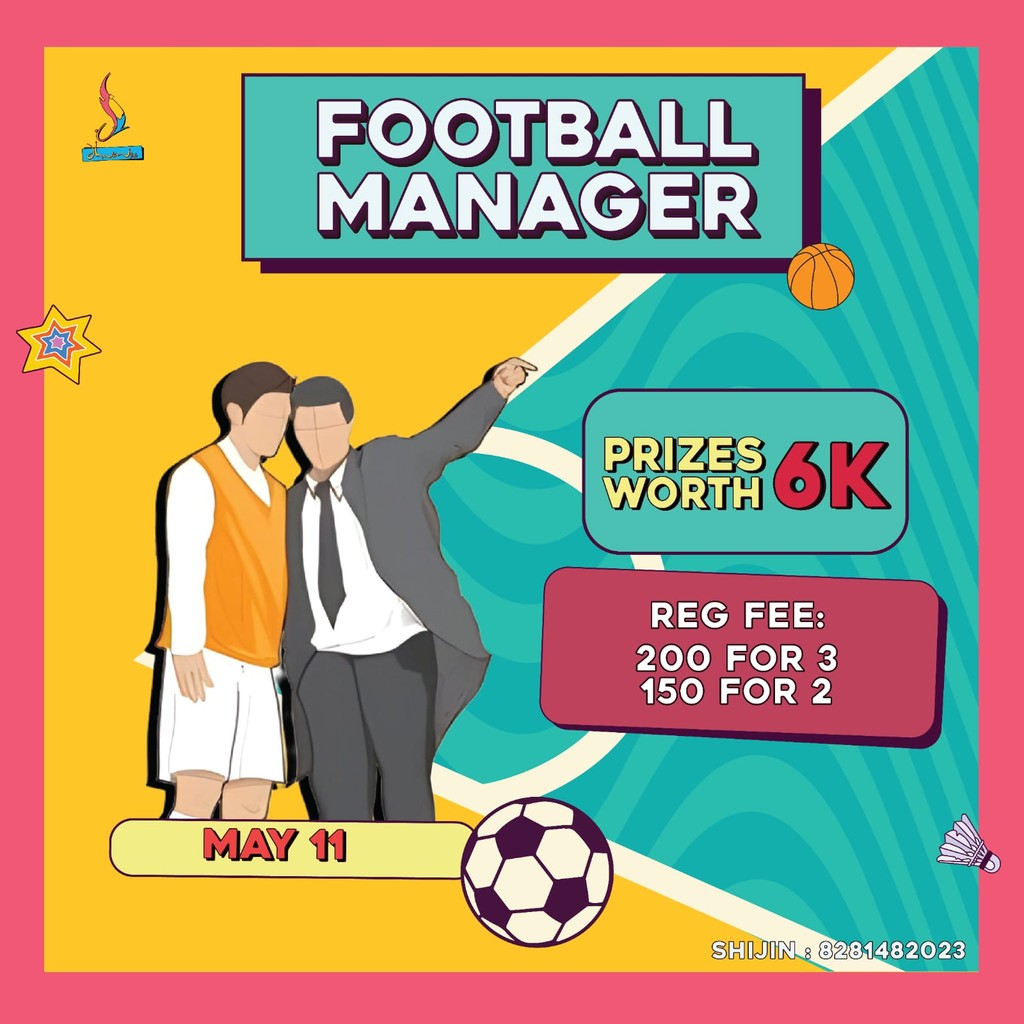 FOOTBALL
MANAGER
PRIZES
WORTH 6K
REG FEE:
200 FOR 3
150 FOR 2
MAY 11
SHIJIN : 8281482023